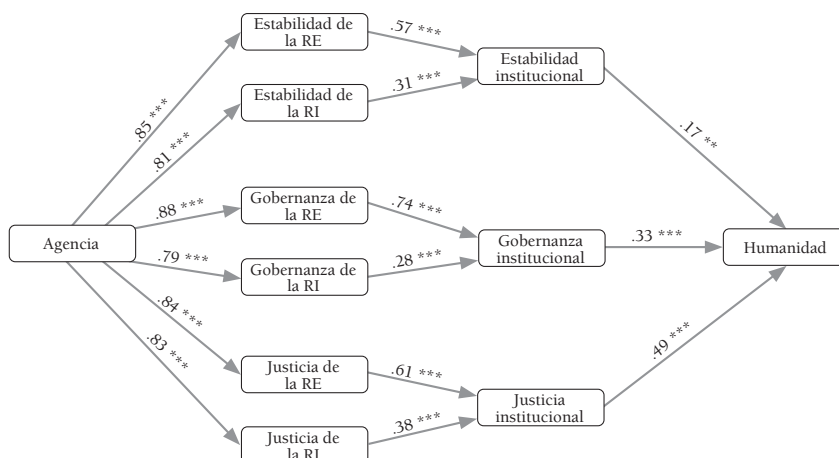 Estabilidad de
la RE
.57 ***
Estabilidad
institucional
Estabilidad de
la RI
.31 ***
.85 ***
.81 ***
.17 **
Gobernanza de
la RE
.88 ***
.74 ***
Agencia
Gobernanza
institucional
.33 ***
Humanidad
.79 ***
Gobernanza de
la RI
.28 ***
.84 ***
.83 ***
Justicia de
la RE
.61 ***
.49 ***
Justicia
institucional
.38 ***
Justicia de
la RI